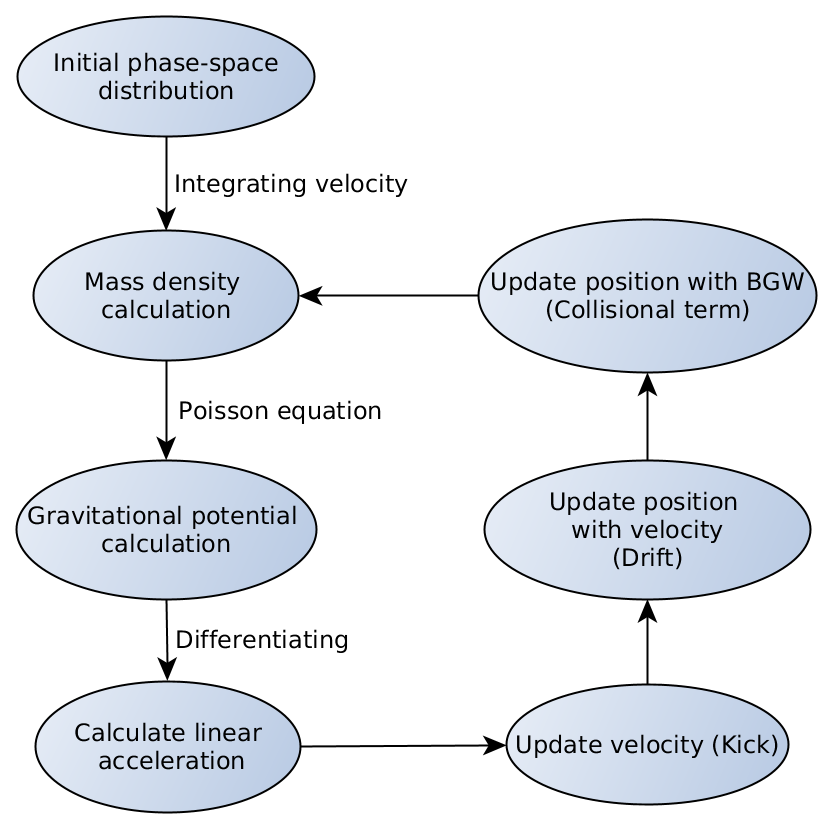 Initial phase-space
distribution
Integrating velocity
Mass density
calculation
Poisson equation
Gravitational potential
calculation
Differentiating
Calculate linear
acceleration
Update velocity (Kick)
Update position
with velocity
(Drift)
Update position with BGW
(Collisional term)